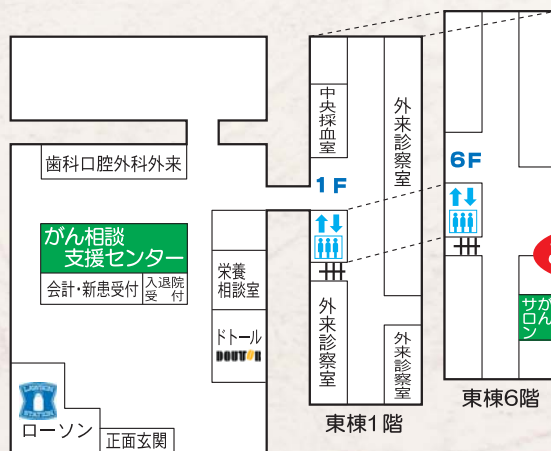 歯科口腔外科外来
がん相談
支援センター
会計・新患受付
入退院
受付
栄養
相談室
ドトール
DOUTOR
LAWSON
STATION
ローソン
正面玄関
中央採血室
外来診察室
1F
外来診察室
外来診察室
東棟1階
6F
がん
サロン
東棟6階